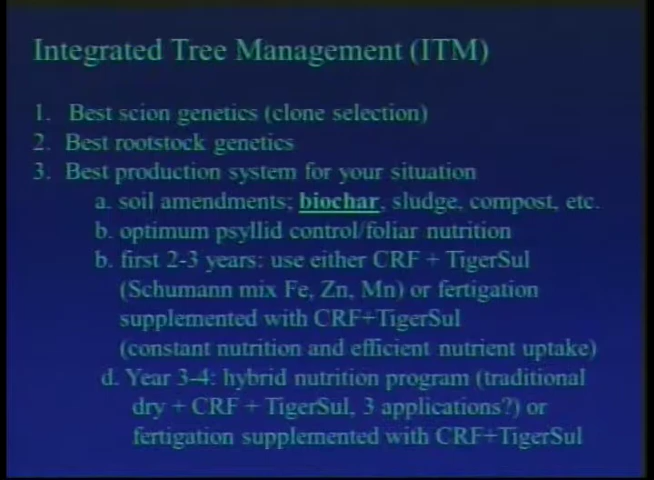 Integrated Tree Management (ITM)
1. Best scion genetics (clone selection)
2. Best rootstock genetics
3. Best production system for your situation
a. soil amendments; biochar, sludge, compost, etc.
b. optimum psyllid control/foliar nutrition
b. first 2-3 years: use either CRF + TigerSul
(Schumann mix Fe, Zn, Mn) or fertigation
supplemented with CRF+TigerSul
(constant nutrition and efficient nutrient uptake)
d. Year 3-4: hybrid nutrition program (traditional
dry + CRF + TigerSul, 3 applications?) or
fertigation supplemented with CRF+TigerSul